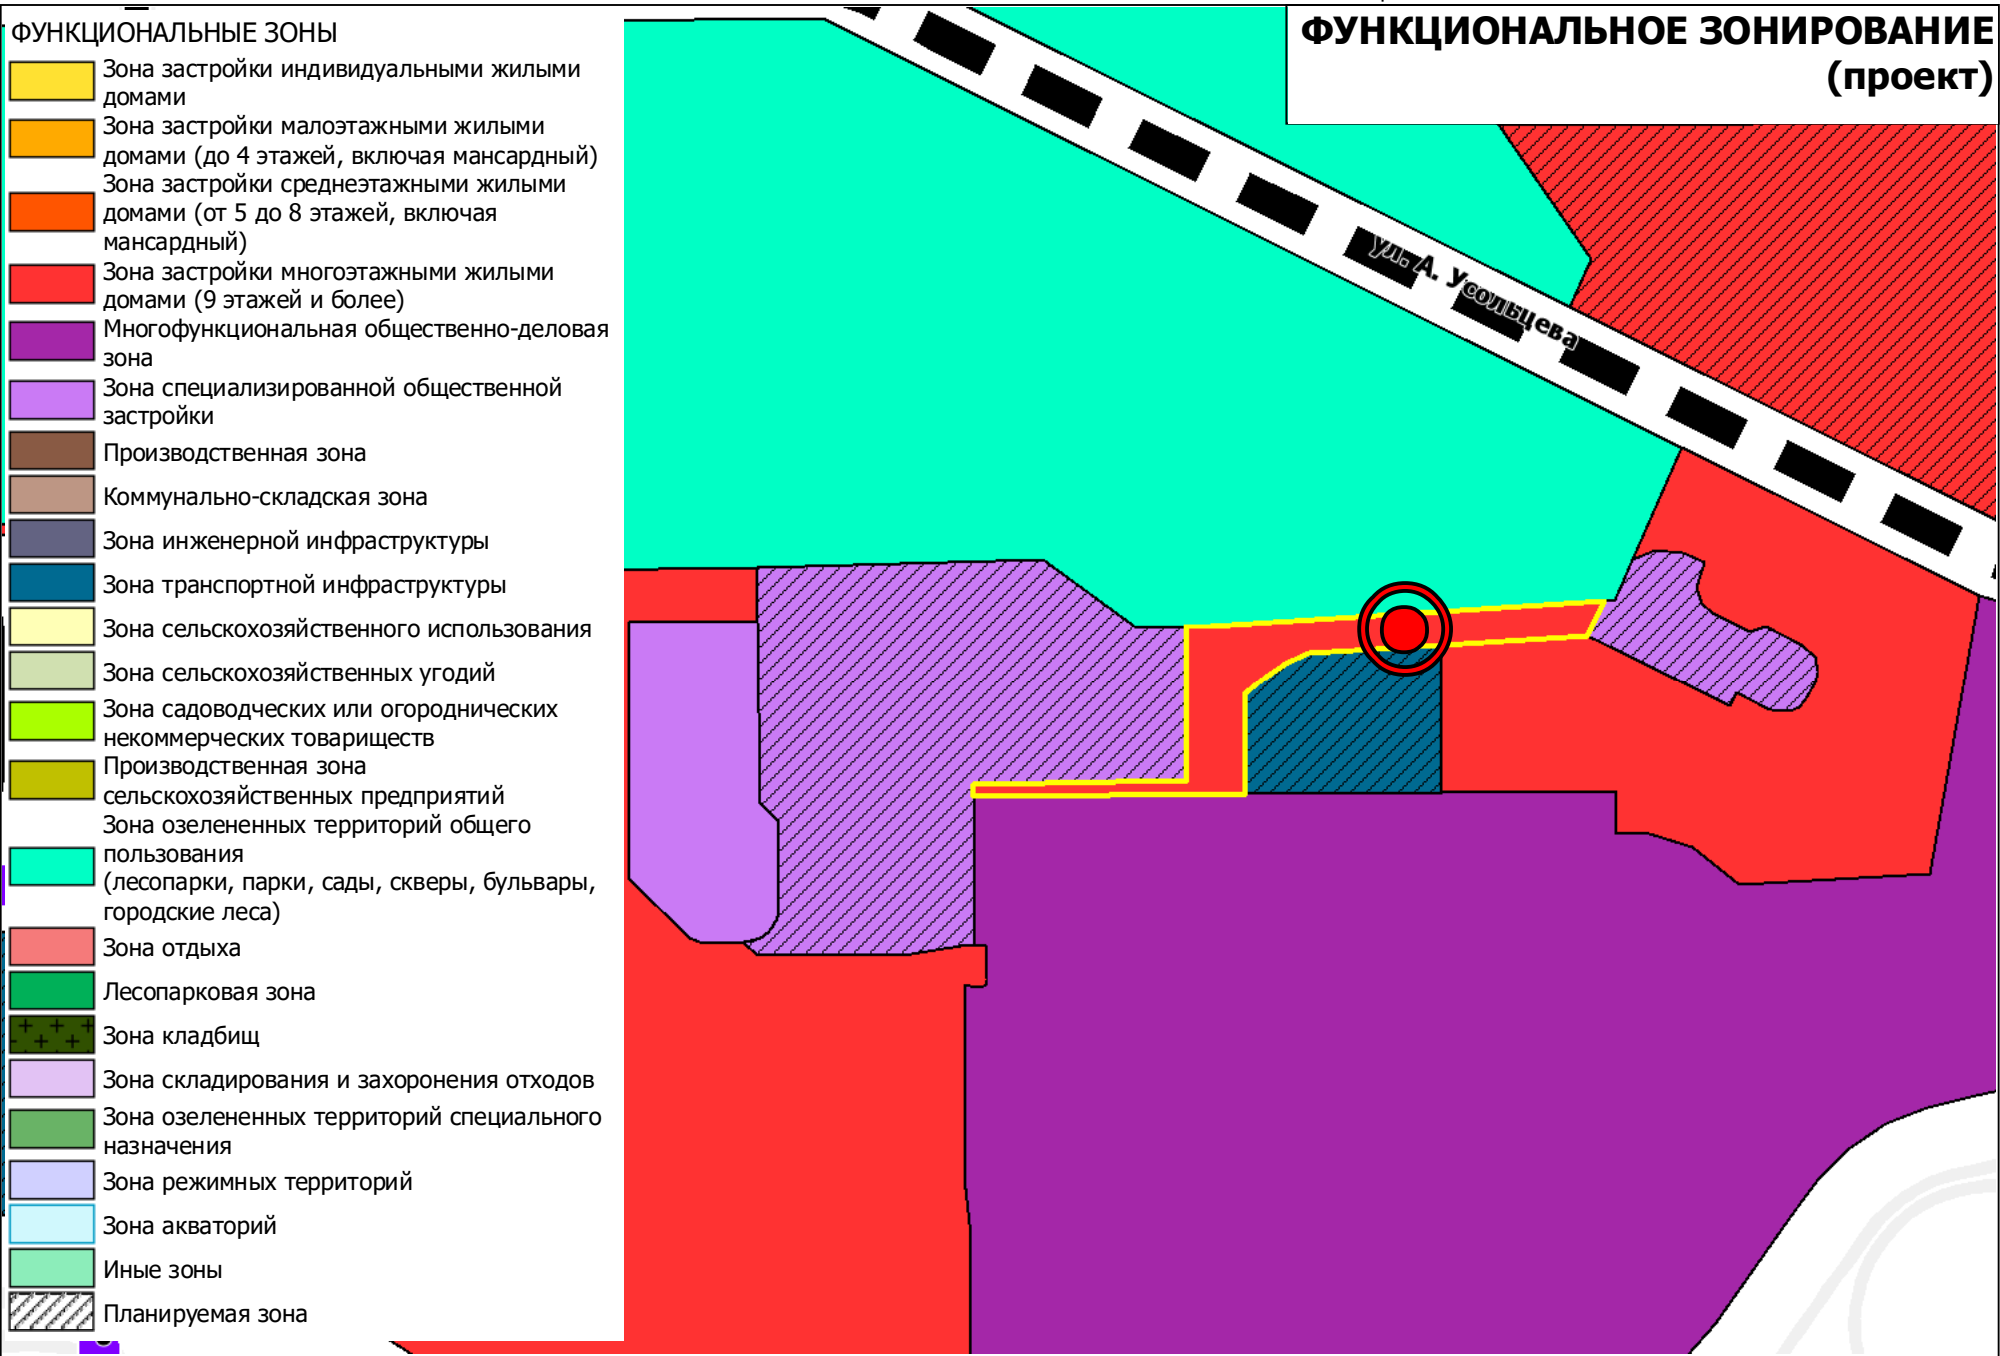 ФУНКЦИОНАЛЬНЫЕ ЗОНЫ
Зона застройки индивидуальными жилыми
домами
Зона застройки малоэтажными жилыми
домами (до 4 этажей, включая мансардный)
Зона застройки среднеэтажными жилыми
домами (от 5 до 8 этажей, включая
мансардный)
Зона застройки многоэтажными жилыми
домами (9 этажей и более)
Многофункциональная общественно-деловая
зона
Зона специализированной общественной
застройки
Производственная зона
Коммунально-складская зона
Зона инженерной инфраструктуры
Зона транспортной инфраструктуры
Зона сельскохозяйственного использования
Зона сельскохозяйственных угодий
Зона садоводческих или огороднических
некоммерческих товариществ
Производственная зона
сельскохозяйственных предприятий
Зона озелененных территорий общего
пользования
(лесопарки, парки, сады, скверы, бульвары,
городские леса)
Зона отдыха
Лесопарковая зона
Зона кладбищ
Зона складирования и захоронения отходов
Зона озелененных территорий специального
назначения
Зона режимных территорий
Зона акваторий
Иные зоны
Планируемая зона
ФУНКЦИОНАЛЬНОЕ ЗОНИРОВАНИЕ
(проект)
ул. А. Усольцева